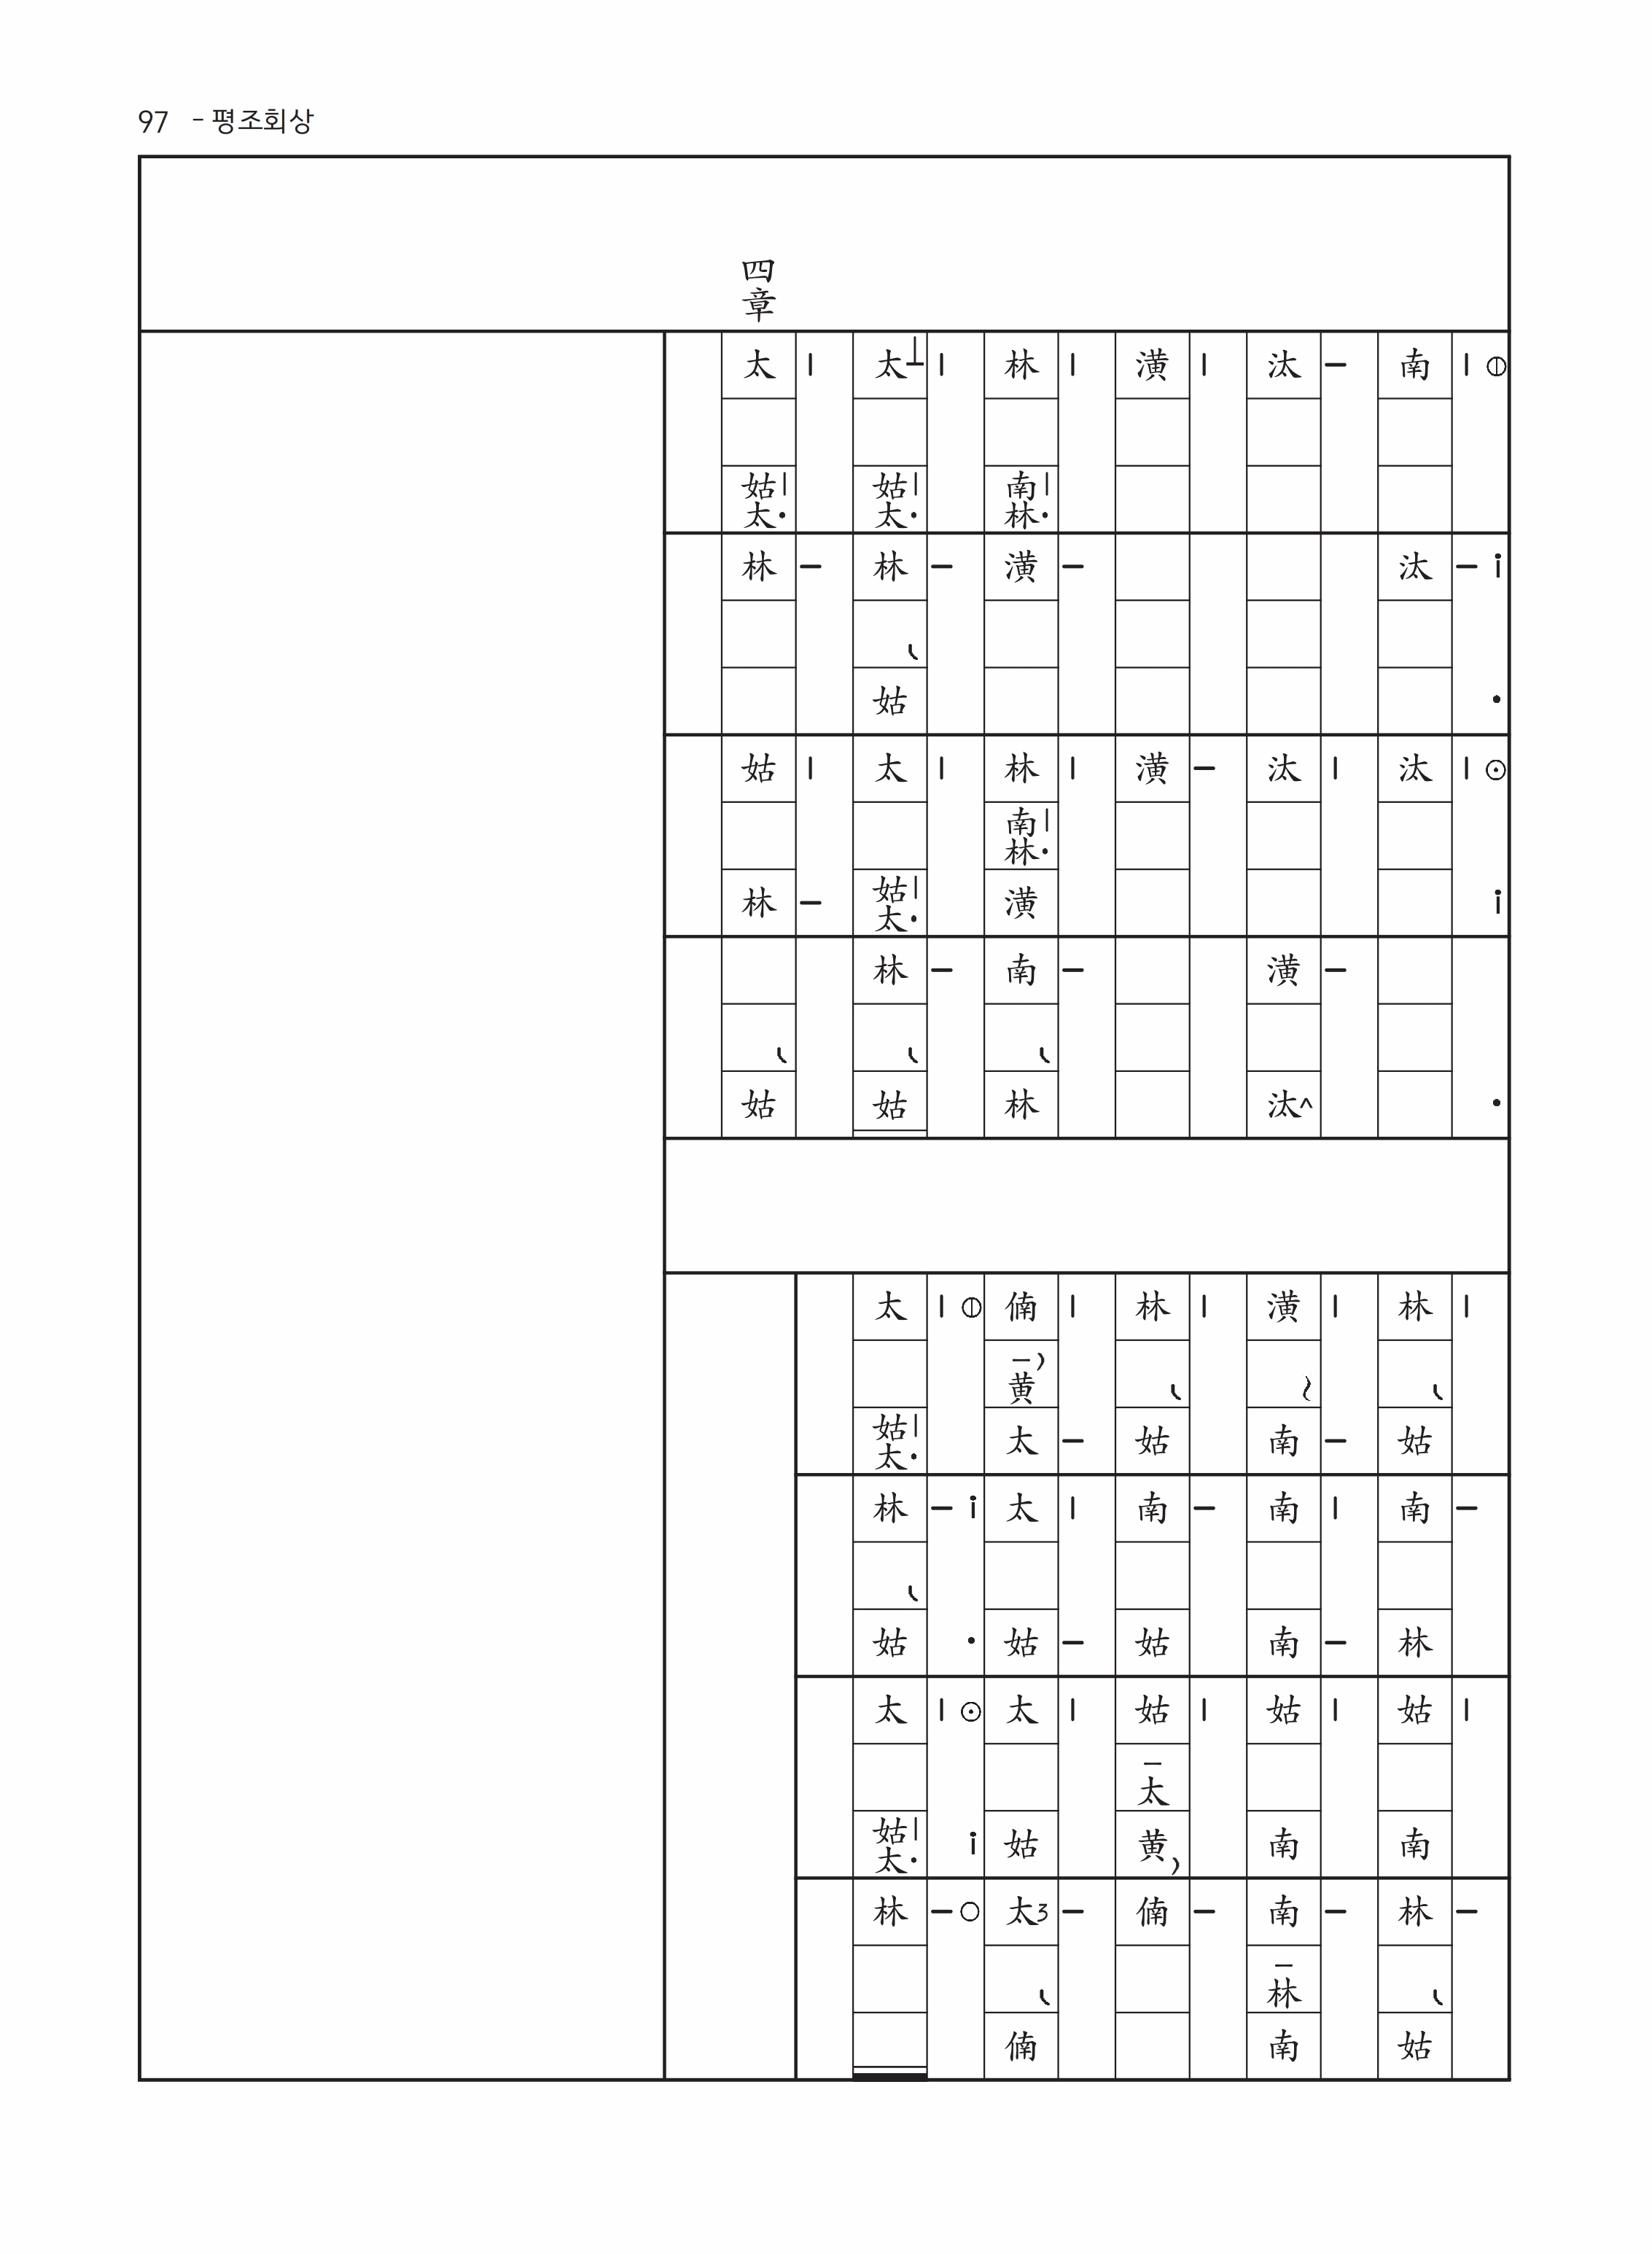 97 - 평조회상
南 汰 汰
汰 汰 潢 汰
潢 潢
林 南林 潢 林 南林 潢 南 林
太 姑太 林 姑 太 姑太 林 姑
四章
太 姑太 林 姑 林 姑
林 姑 南 林 姑 南 林 姑
潢 南 南 南 姑 南 南 林 南
林 姑 南 姑 姑 太 黄 㑲
㑲 黄 太 太 姑 太 姑 太 㑲
太 姑太 林 姑 太 姑太 林